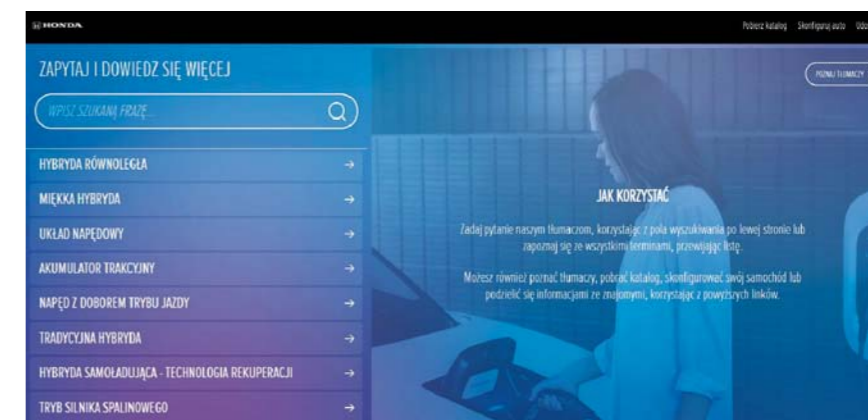 HONDA
Pobierz katalog Skonfiguruj auto
ZAPYTAJ I DOWIEDZ SIĘ WIĘCEJ
WPISZ SZUKANĄ FRAZĘ...
POZNAJ TŁUMACZY
HYBRYDA RÓWNOLEGŁA
MIĘKKA HYBRYDA
UKŁAD NAPĘDOWY
AKUMULATOR TRAKCYJNY
NAPĘD Z DOBOREM TRYBU JAZDY
TRADYCYJNA HYBRYDA
HYBRYDA SAMOŁADUJĄCA - TECHNOLOGIA REKUPERACJI
TRYB SILNIKA SPALINOWEGO
JAK KORZYSTAĆ
Zadaj pytanie naszym tłumaczom, korzystając z pola wyszukiwania po lewej stronie lub
zapoznaj się ze wszystkimi terminami, przewijając listę.
Możesz również poznać tłumaczy, pobrać katalog, skonfigurować swój samochód lub
podzielić się informacjami ze znajomymi, korzystając z powyższych linków.